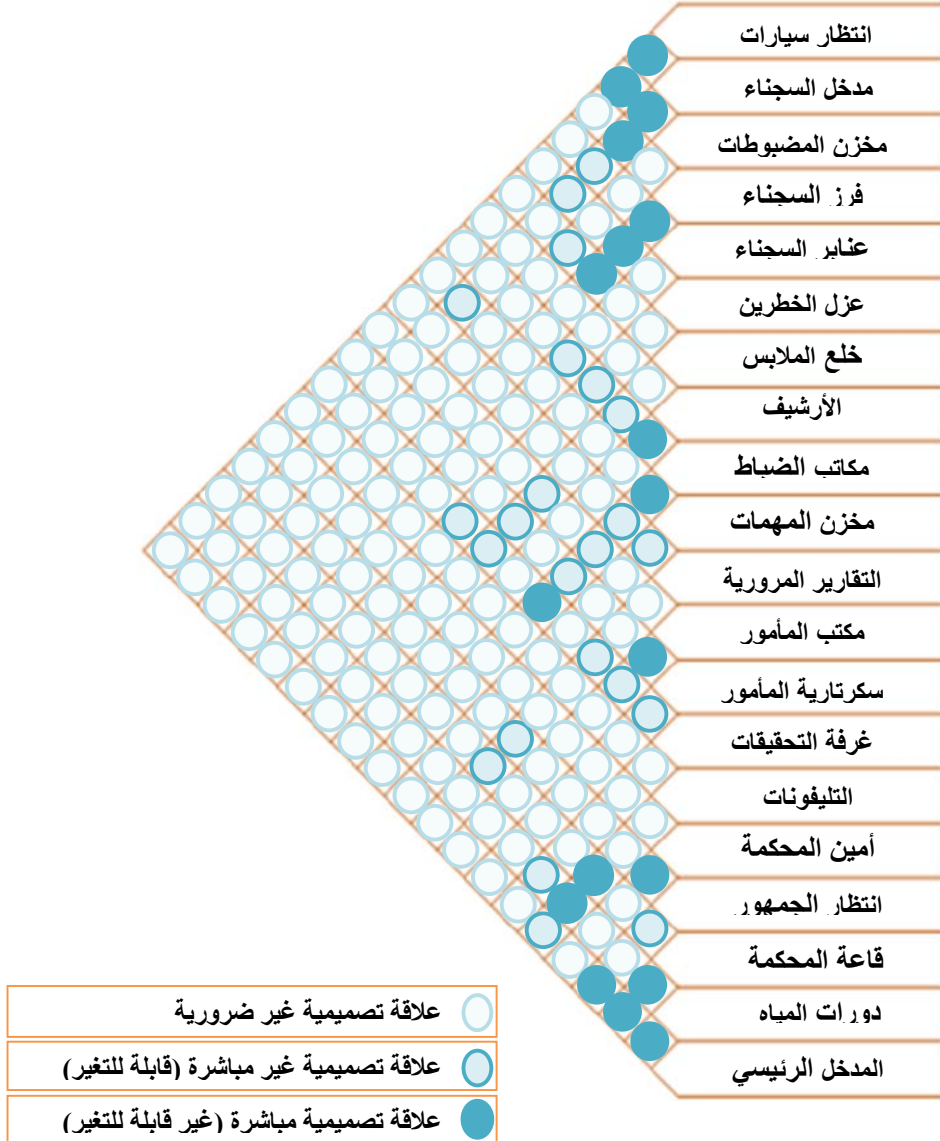 انتظار سيارات
مدخل السجناء
مخزن المضبوطات
فرز السجناء
عنابر السجناء
عزل الخطرين
خلع الملابس
الأرشيف
مكاتب الضباط
مخزن المهمات
التقارير المرورية
مكتب المأمور
سكرتارية المأمور
غرفة التحقيقات
التليفونات
أمين المحكمة
انتظار الجمهور
قاعة المحكمة
دورات المياه
المدخل الرئيسي
علاقة تصميمية غير ضرورية
علاقة تصميمية غير مباشرة (قابلة للتغير)
علاقة تصميمية مباشرة (غير قابلة للتغير)